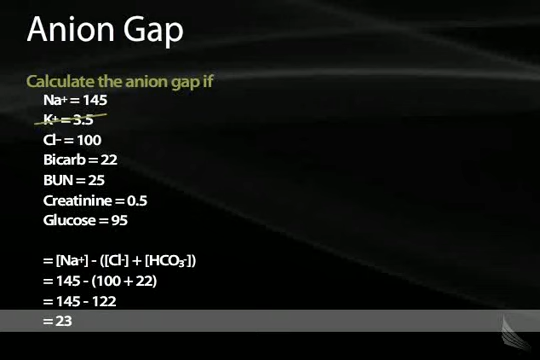 Anion Gap
Calculate the anion gap if
Na⁺ = 145
K⁺ = 3.5
Cl⁻ = 100
Bicarb = 22
BUN = 25
Creatinine = 0.5
Glucose = 95
= [Na⁺] - ([Cl⁻] + [HCO₃⁻])
= 145 - (100 + 22)
= 145 - 122
= 23